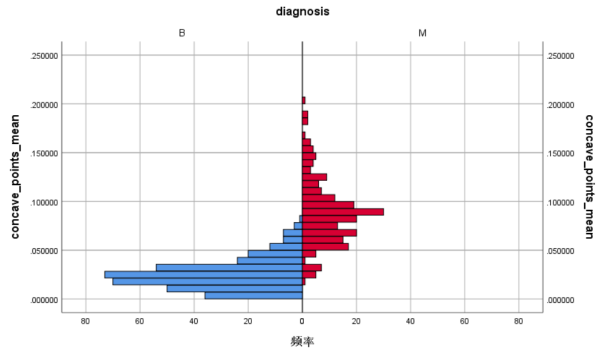 diagnosis
B M
.250000 .250000
.200000 .200000
.150000 .150000
.100000 .100000
.050000 .050000
.000000 .000000
concave_points_mean
concave_points_mean
80 60 40 20 0 20 40 60 80
频率